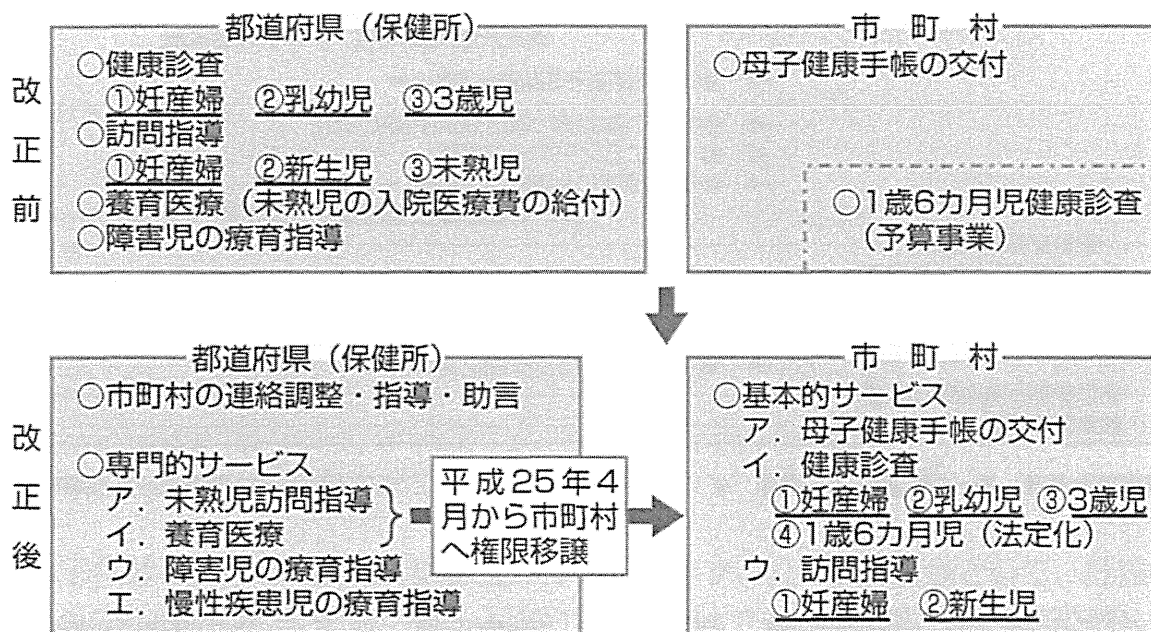 改正前
都道府県（保健所）
○健康診査
①妊産婦 ②乳幼児 ③3歳児
○訪問指導
①妊産婦 ②新生児 ③未熟児
○養育医療（未熟児の入院医療費の給付）
○障害児の療育指導
市町村
○母子健康手帳の交付
○1歳6カ月児健康診査
（予算事業）
改正後
都道府県（保健所）
○市町村の連絡調整・指導・助言
○専門的サービス
ア．未熟児訪問指導
イ．養育医療
ウ．障害児の療育指導
エ．慢性疾患児の療育指導
平成25年4
月から市町村
へ権限移譲
市町村
○基本的サービス
ア．母子健康手帳の交付
イ．健康診査
①妊産婦 ②乳幼児 ③3歳児
④1歳6カ月児（法定化）
ウ．訪問指導
①妊産婦 ②新生児